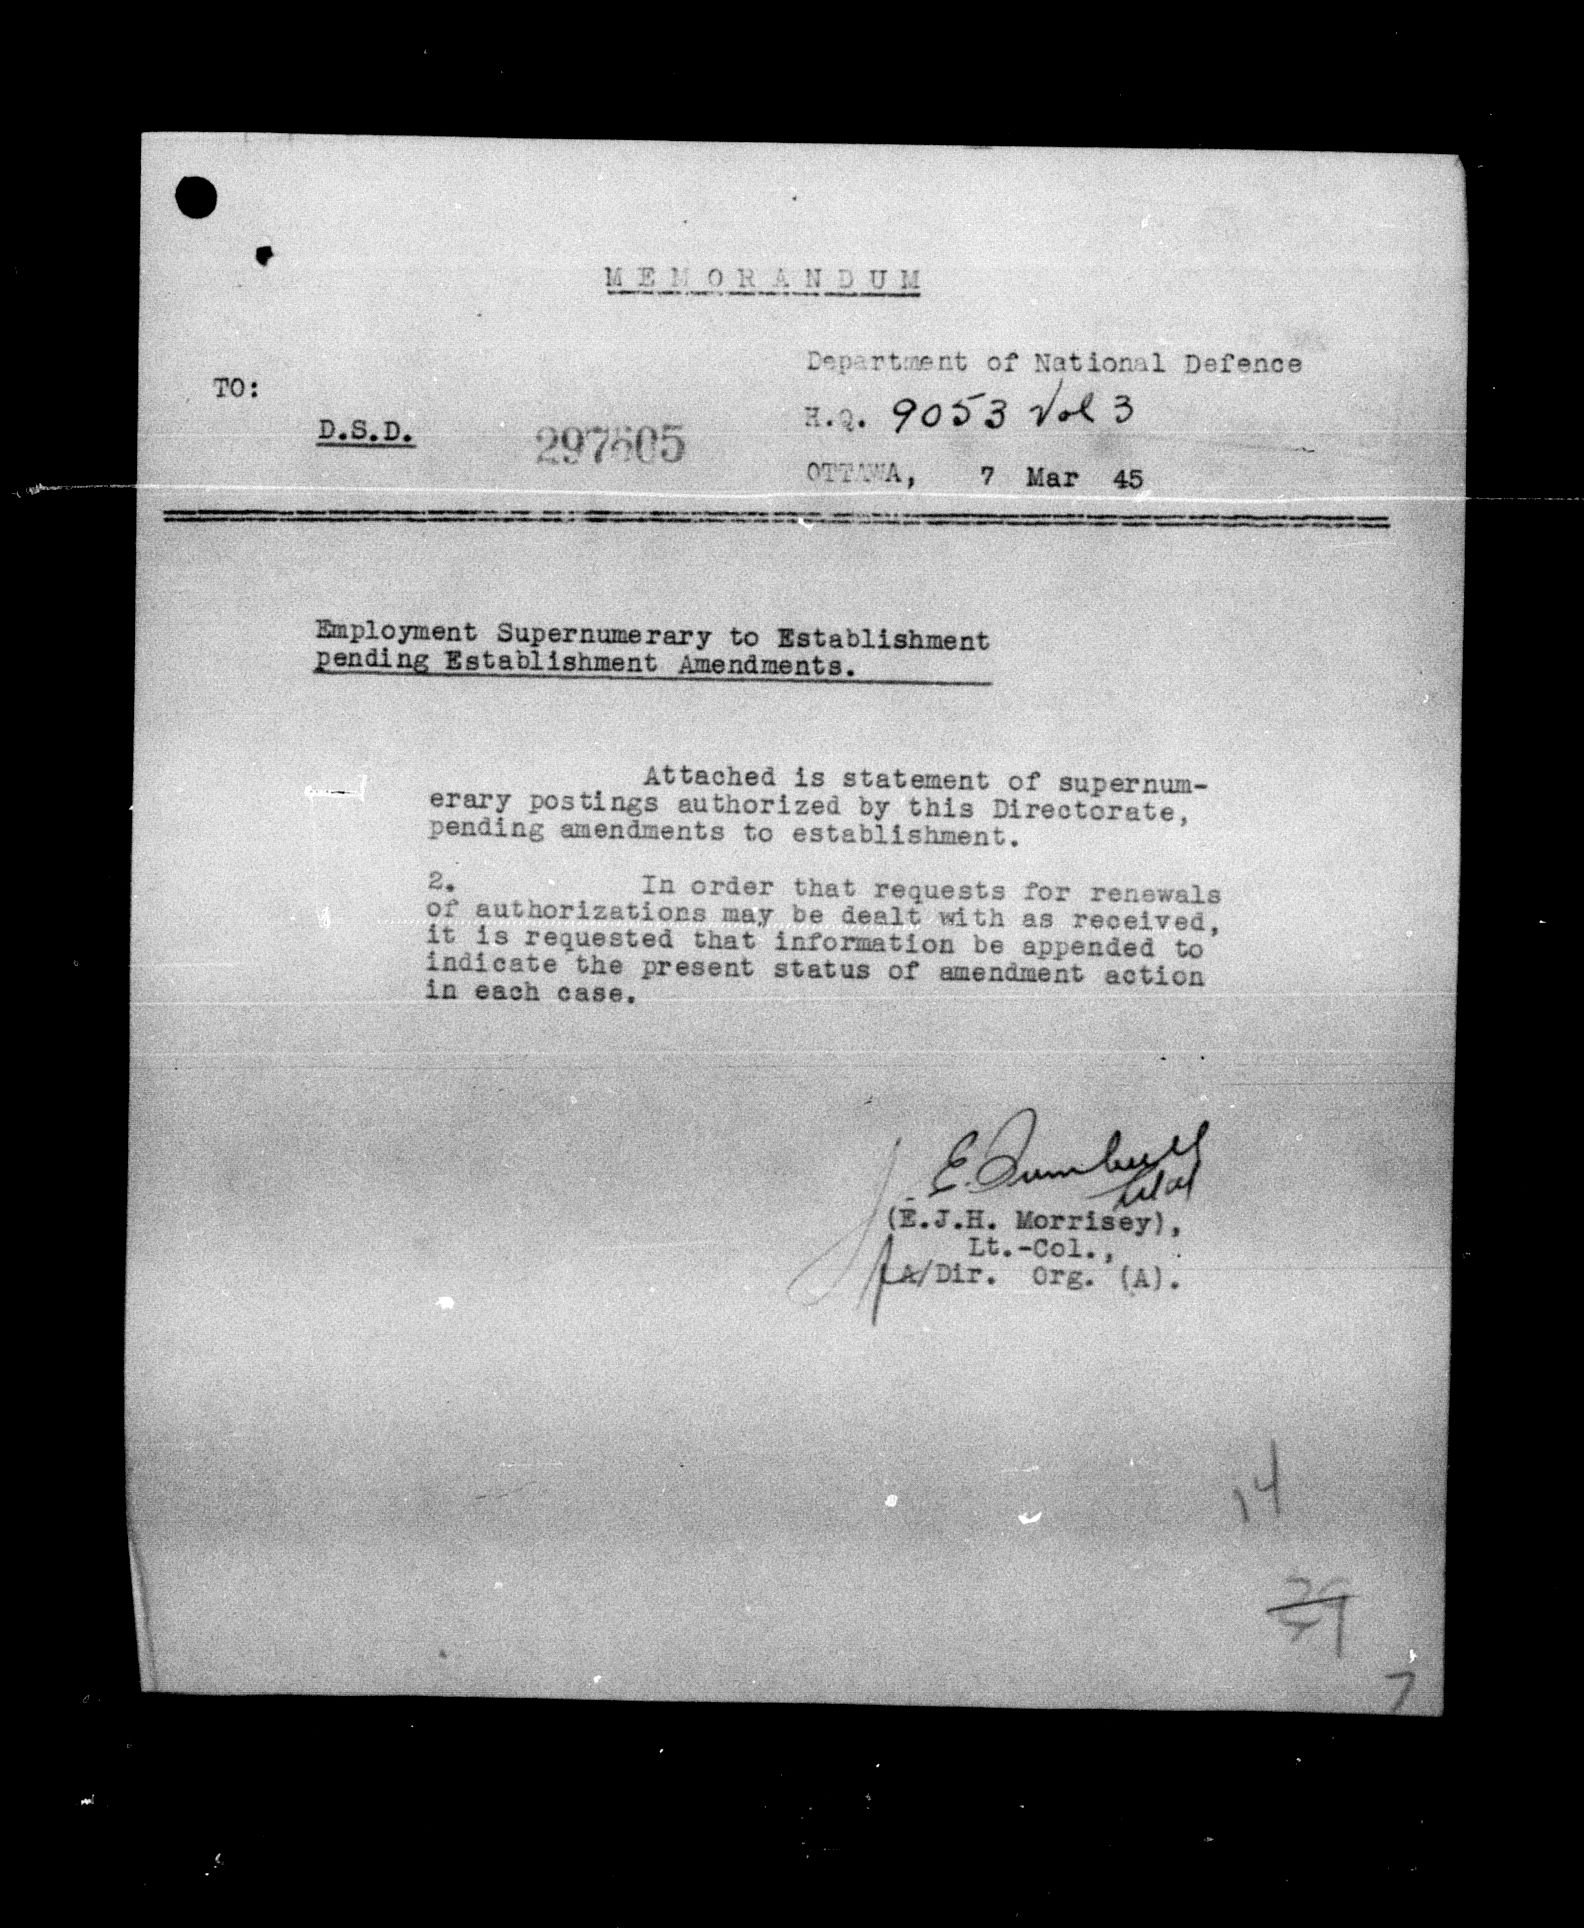 MEMORANDUM
Department of National Defence
TO:
H.Q. 9053 Vol 3
D.S.D.
297605
OTTAWA, 7 Mar 45
Employment Supernumerary to Establishment
pending Establishment Amendments.
Attached is statement of supernum-
erary postings authorized by this Directorate,
pending amendments to establishment.
2. In order that requests for renewals
of authorizations may be dealt with as received,
it is requested that information be appended to
indicate the present status of amendment action
in each case.
E.
(E.J.H. Morrisey),
Lt.-Col.,
A/Dir. Org. (A).
14
29
7